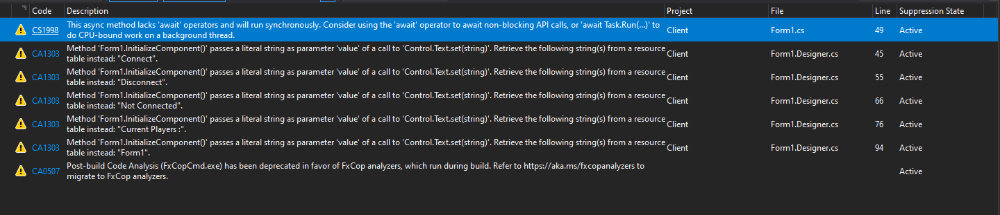 Code Description Project File Line Suppression State
CS1998 This async method lacks 'await' operators and will run synchronously. Consider using the 'await' operator to await non-blocking API calls, or 'await Task.Run(...)' to Client Form1.cs 49 Active
do CPU-bound work on a background thread.
CA1303 Method 'Form1.InitializeComponent()' passes a literal string as parameter 'value' of a call to 'Control.Text.set(string)'. Retrieve the following string(s) from a resource Client Form1.Designer.cs 45 Active
table instead: "Connect".
CA1303 Method 'Form1.InitializeComponent()' passes a literal string as parameter 'value' of a call to 'Control.Text.set(string)'. Retrieve the following string(s) from a resource Client Form1.Designer.cs 55 Active
table instead: "Disconnect".
CA1303 Method 'Form1.InitializeComponent()' passes a literal string as parameter 'value' of a call to 'Control.Text.set(string)'. Retrieve the following string(s) from a resource Client Form1.Designer.cs 66 Active
table instead: "Not Connected".
CA1303 Method 'Form1.InitializeComponent()' passes a literal string as parameter 'value' of a call to 'Control.Text.set(string)'. Retrieve the following string(s) from a resource Client Form1.Designer.cs 76 Active
table instead: "Current Players :".
CA1303 Method 'Form1.InitializeComponent()' passes a literal string as parameter 'value' of a call to 'Control.Text.set(string)'. Retrieve the following string(s) from a resource Client Form1.Designer.cs 94 Active
table instead: "Form1".
CA0507 Post-build Code Analysis (FxCopCmd.exe) has been deprecated in favor of FxCop analyzers, which run during build. Refer to https://aka.ms/fxcopanalyzers to Active
migrate to FxCop analyzers.